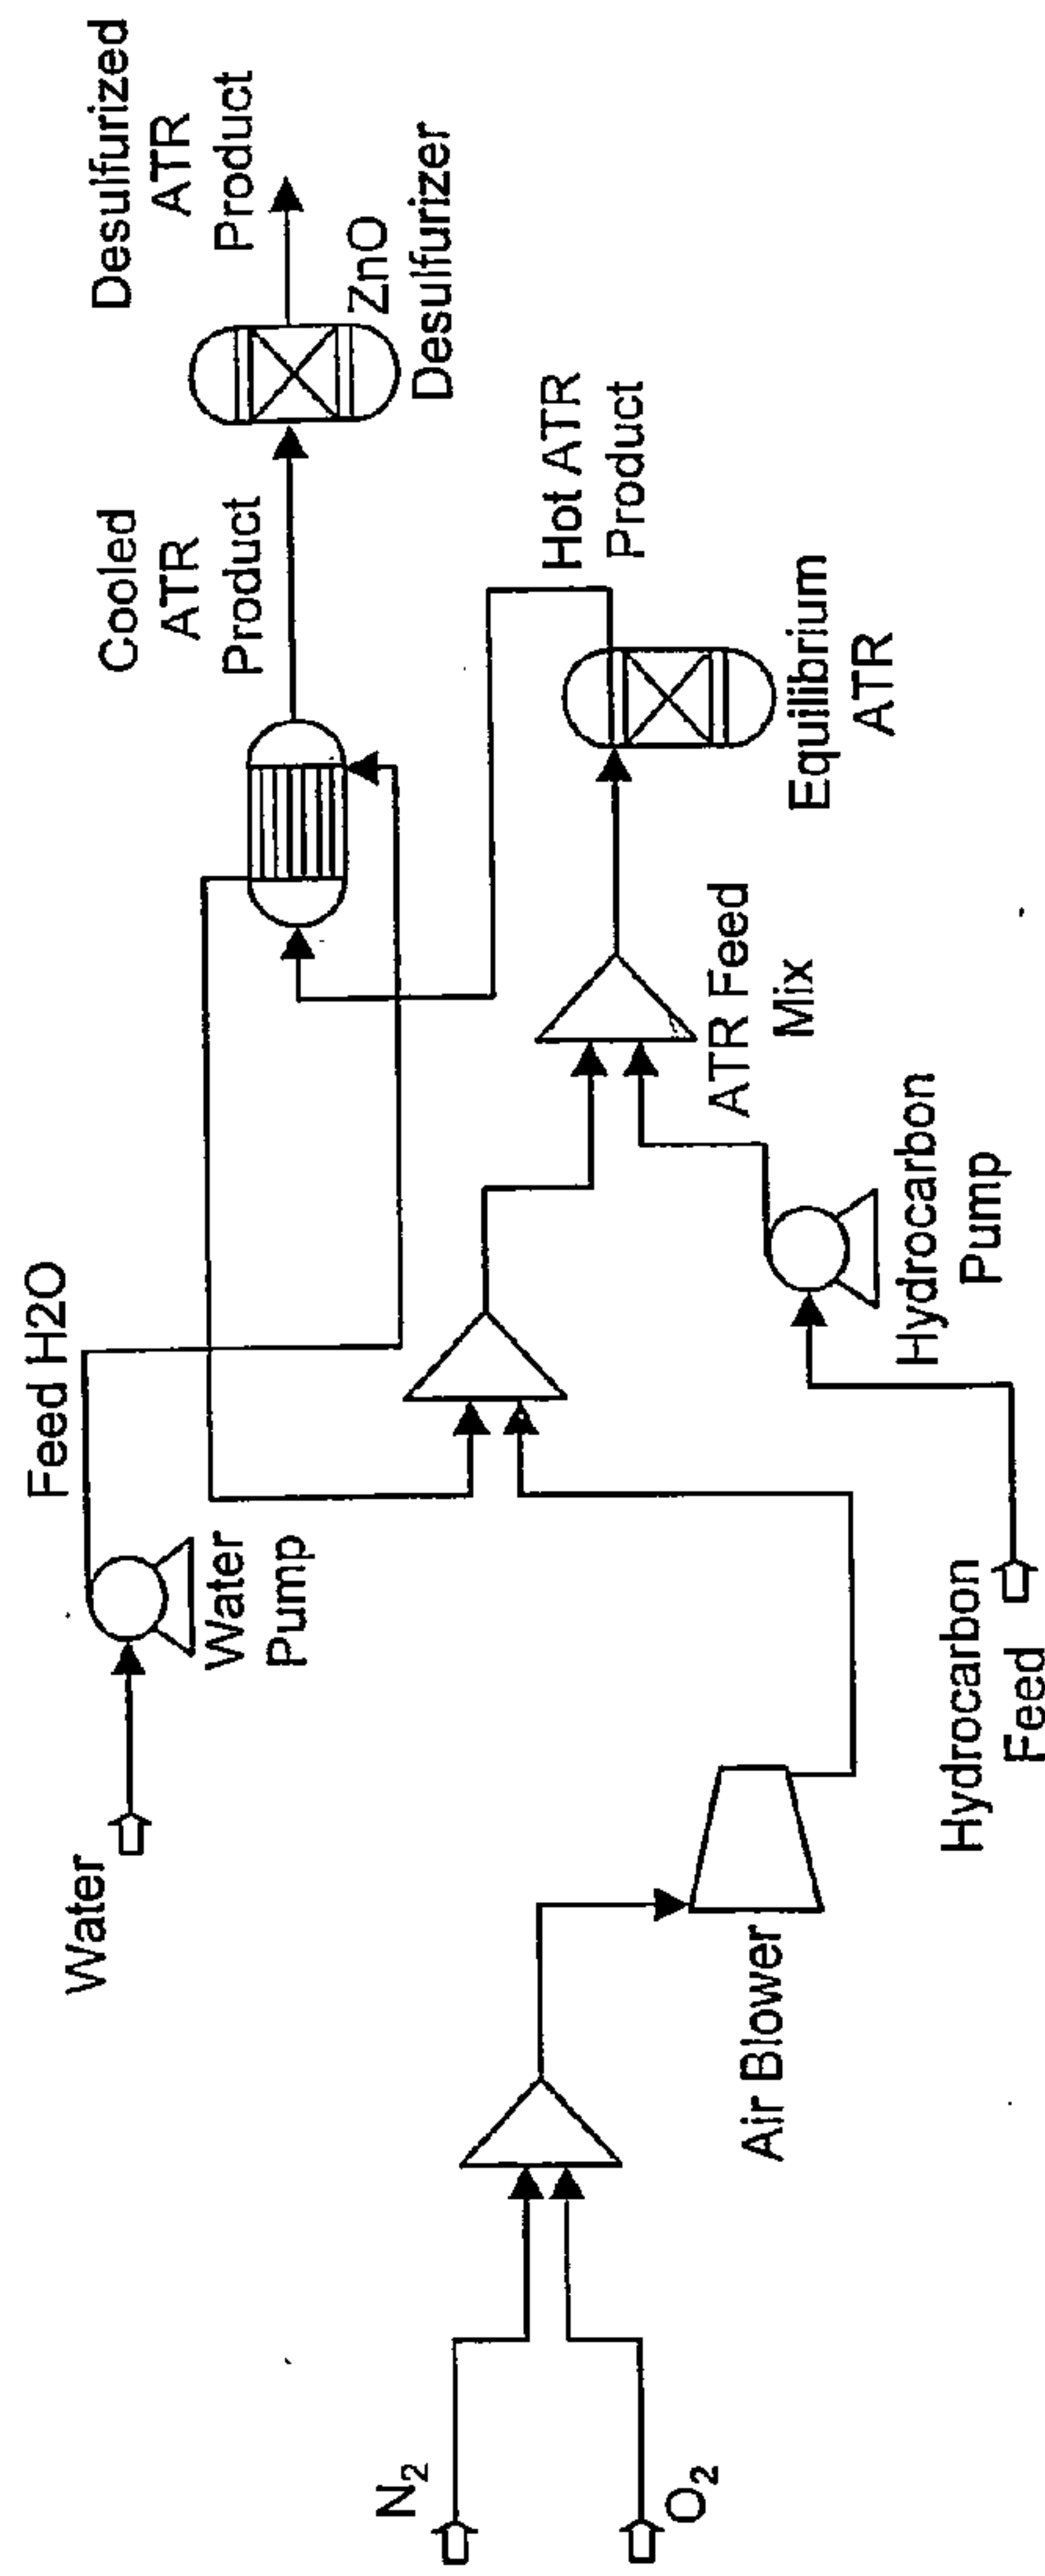 N₂
O₂
Air Blower
Water
Water
Pump
Feed H2O
Hydrocarbon
Feed
Hydrocarbon
Pump
ATR Feed
Mix
Equilibrium
ATR
Hot ATR
Product
Cooled
ATR
Product
ZnO
Desulfurizer
Desulfurized
ATR
Product